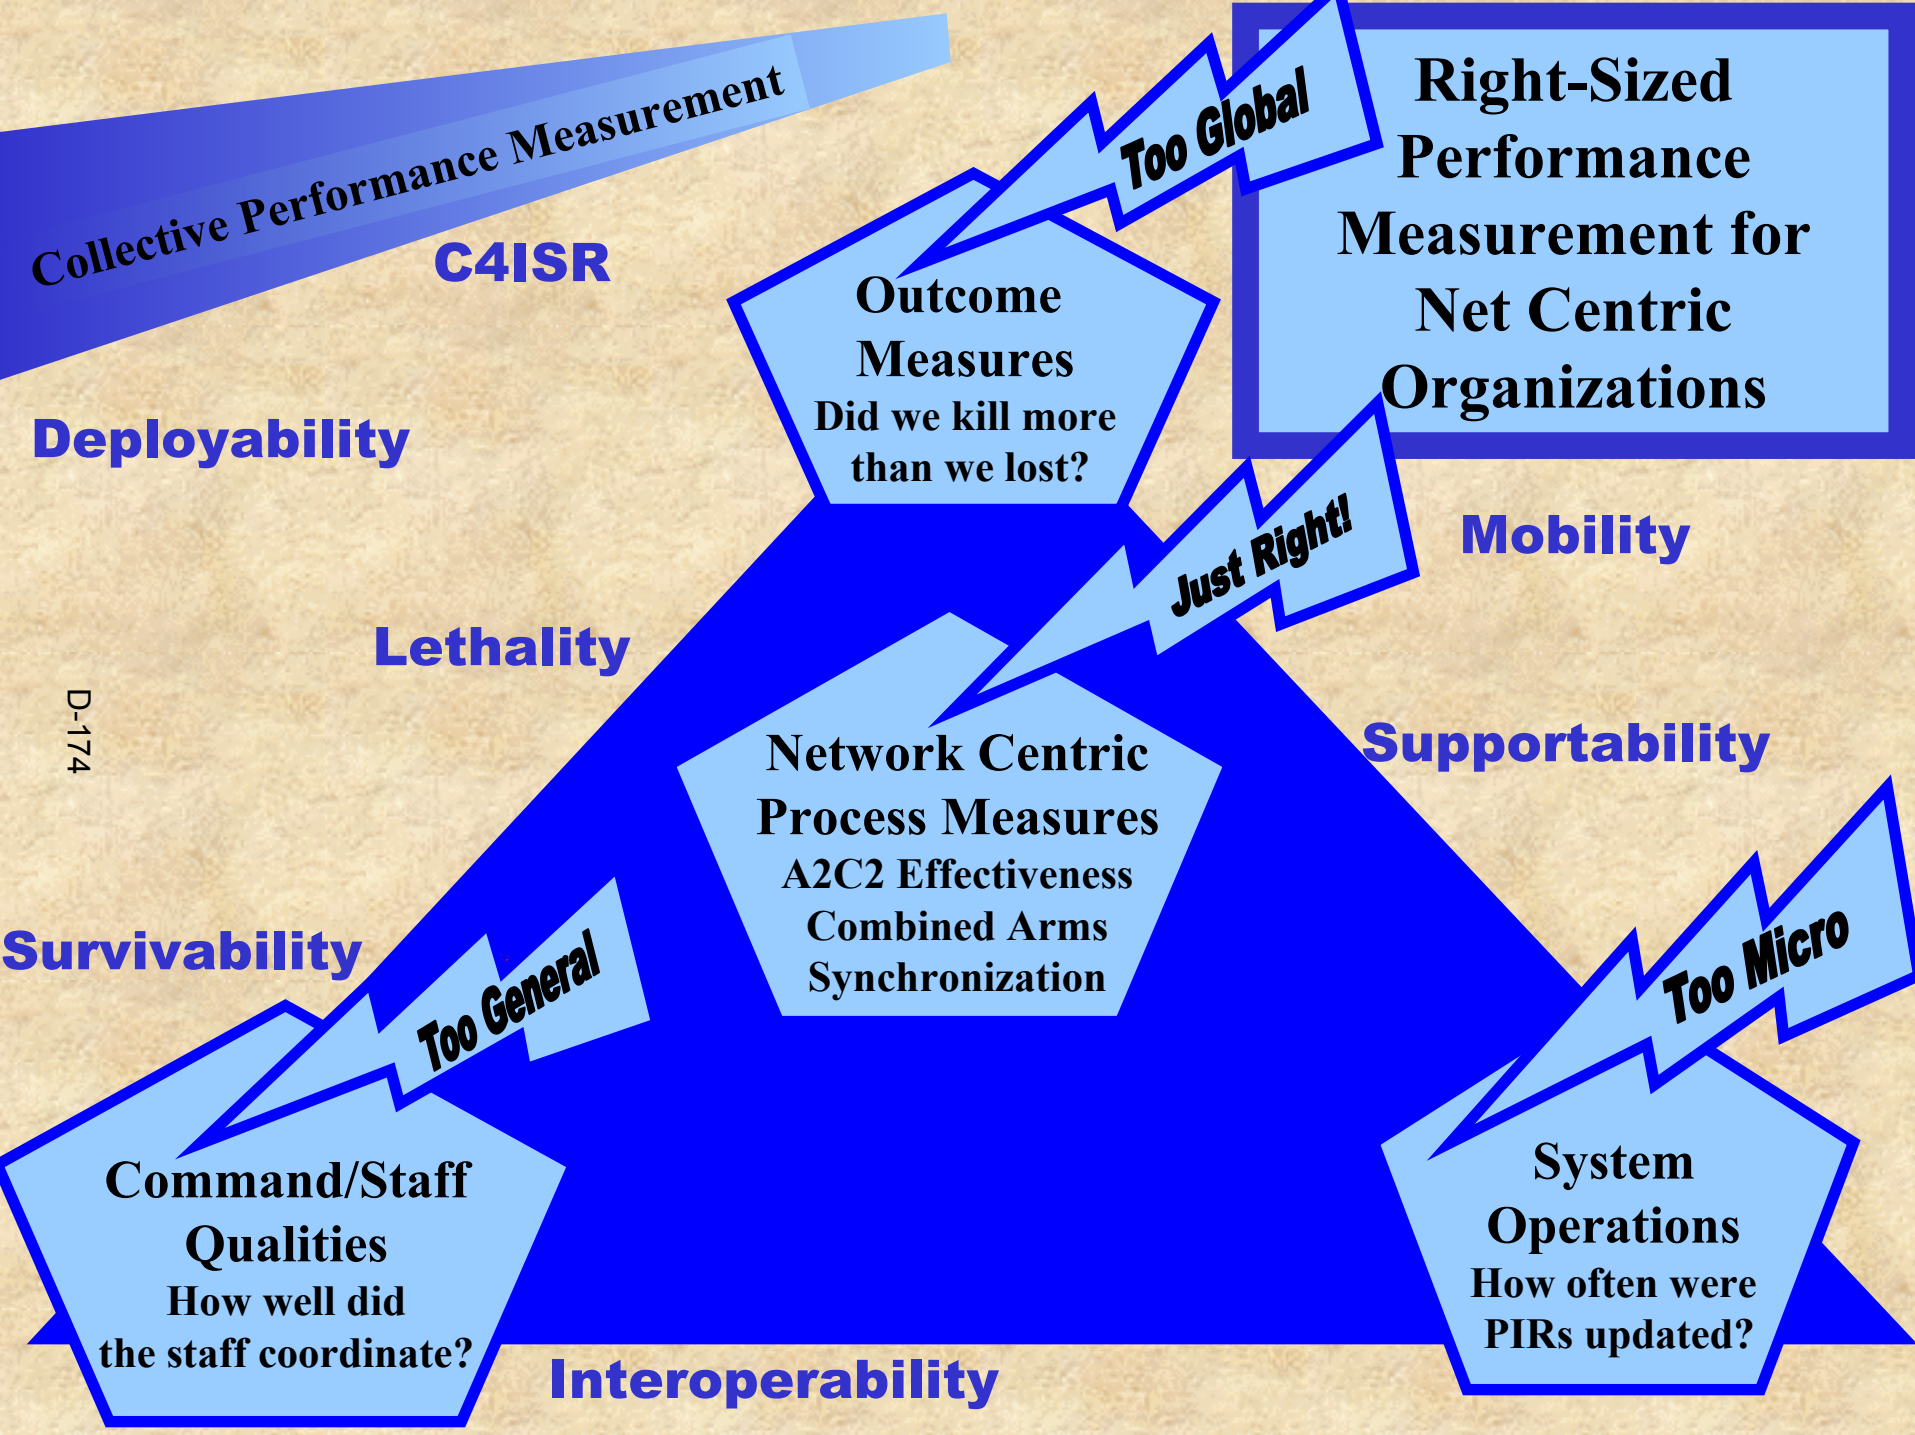 Collective Performance Measurement
Right-Sized
Performance
Measurement for
Net Centric
Organizations
Too Global
C4ISR
Outcome
Measures
Did we kill more
than we lost?
Deployability
Just Right!
Mobility
Lethality
D-174
Network Centric
Process Measures
A2C2 Effectiveness
Combined Arms
Synchronization
Supportability
Survivability
Too General
Too Micro
Command/Staff
Qualities
How well did
the staff coordinate?
System
Operations
How often were
PIRs updated?
Interoperability